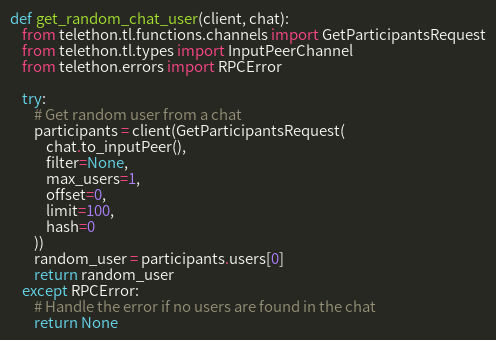 def get_random_chat_user(client, chat):
    from telethon.tl.functions.channels import GetParticipantsRequest
    from telethon.tl.types import InputPeerChannel
    from telethon.errors import RPCError

    try:
        # Get random user from a chat
        participants = client(GetParticipantsRequest(
            chat.to_inputPeer(),
            filter=None,
            max_users=1,
            offset=0,
            limit=100,
            hash=0
        ))
        random_user = participants.users[0]
        return random_user
    except RPCError:
        # Handle the error if no users are found in the chat
        return None